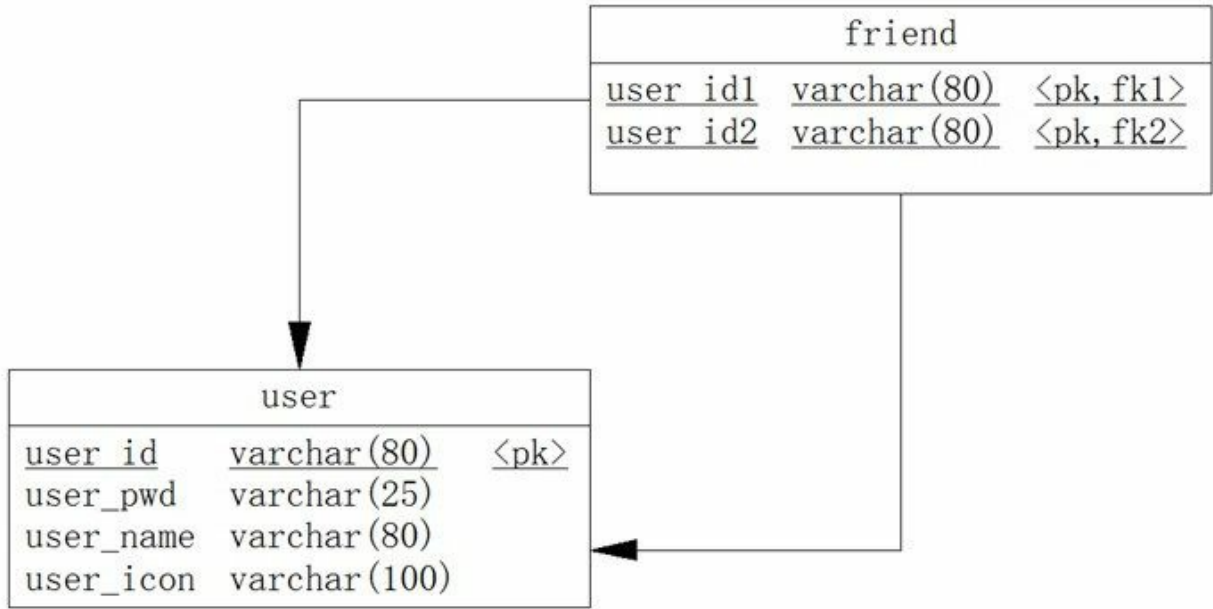 friend
user_id1 varchar(80) <pk,fk1>
user_id2 varchar(80) <pk,fk2>
user
user_id varchar(80) <pk>
user_pwd varchar(25)
user_name varchar(80)
user_icon varchar(100)